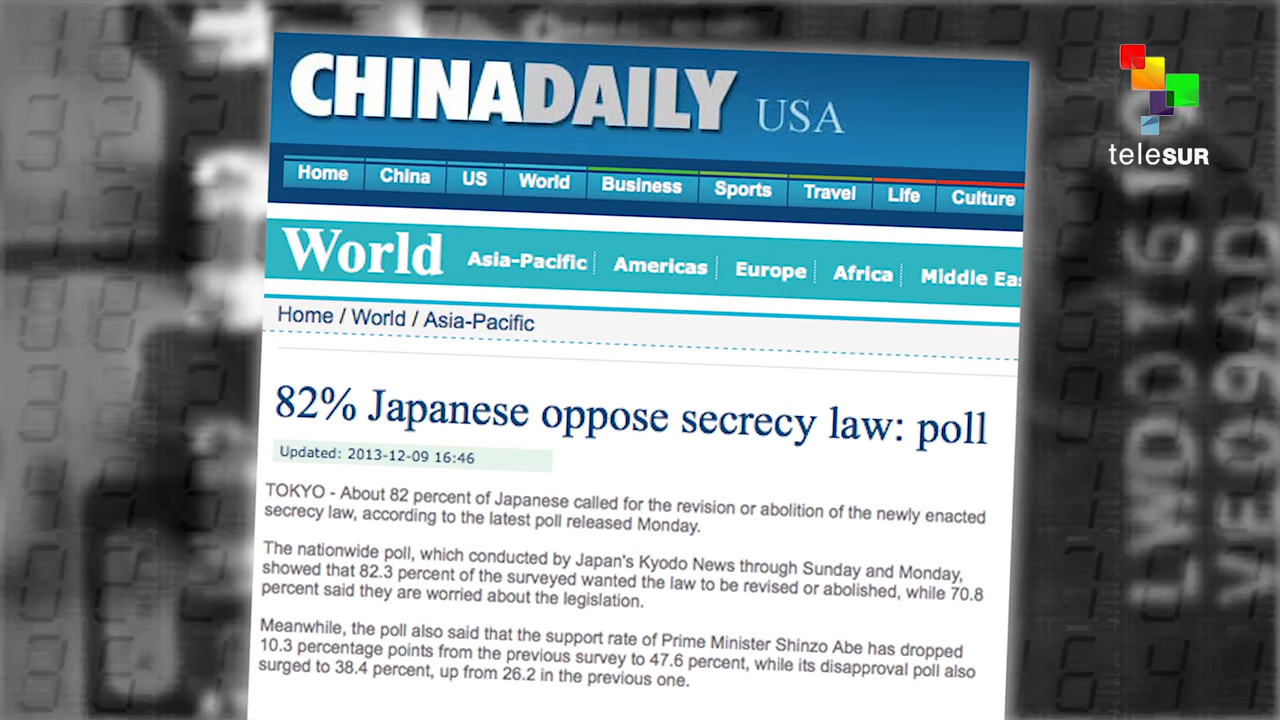 CHINADAILY USA
teleSUR
Home China US World Business Sports Travel Life Culture
World Asia-Pacific Americas Europe Africa Middle Eas
Home / World / Asia-Pacific
82% Japanese oppose secrecy law: poll
Updated: 2013-12-09 16:46
TOKYO - About 82 percent of Japanese called for the revision or abolition of the newly enacted
secrecy law, according to the latest poll released Monday.
The nationwide poll, which conducted by Japan's Kyodo News through Sunday and Monday,
showed that 82.3 percent of the surveyed wanted the law to be revised or abolished, while 70.8
percent said they are worried about the legislation.
Meanwhile, the poll also said that the support rate of Prime Minister Shinzo Abe has dropped
10.3 percentage points from the previous survey to 47.6 percent, while its disapproval poll also
surged to 38.4 percent, up from 26.2 in the previous one.